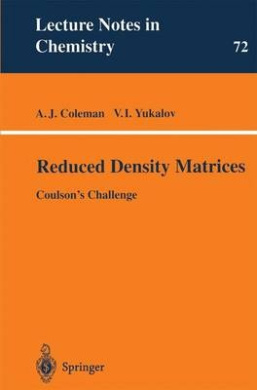 Lecture Notes in
Chemistry
72
A. J. Coleman V. I. Yukalov
Reduced Density Matrices
Coulson's Challenge
Springer